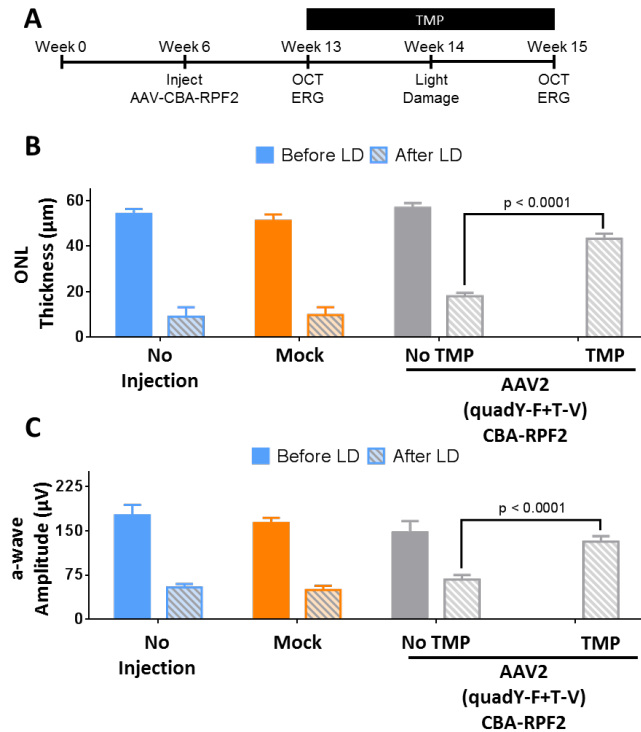 A
TMP
Week 0 Week 6 Week 13 Week 14 Week 15
Inject OCT Light OCT
AAV-CBA-RPF2 ERG Damage ERG
B
Before LD After LD
60
40
20
0
ONL
Thickness (µm)
p < 0.0001
No Mock No TMP TMP
Injection
AAV2
(quadY-F+T-V)
CBA-RPF2
C
Before LD After LD
225
150
75
0
a-wave
Amplitude (µV)
p < 0.0001
No Mock No TMP TMP
Injection
AAV2
(quadY-F+T-V)
CBA-RPF2